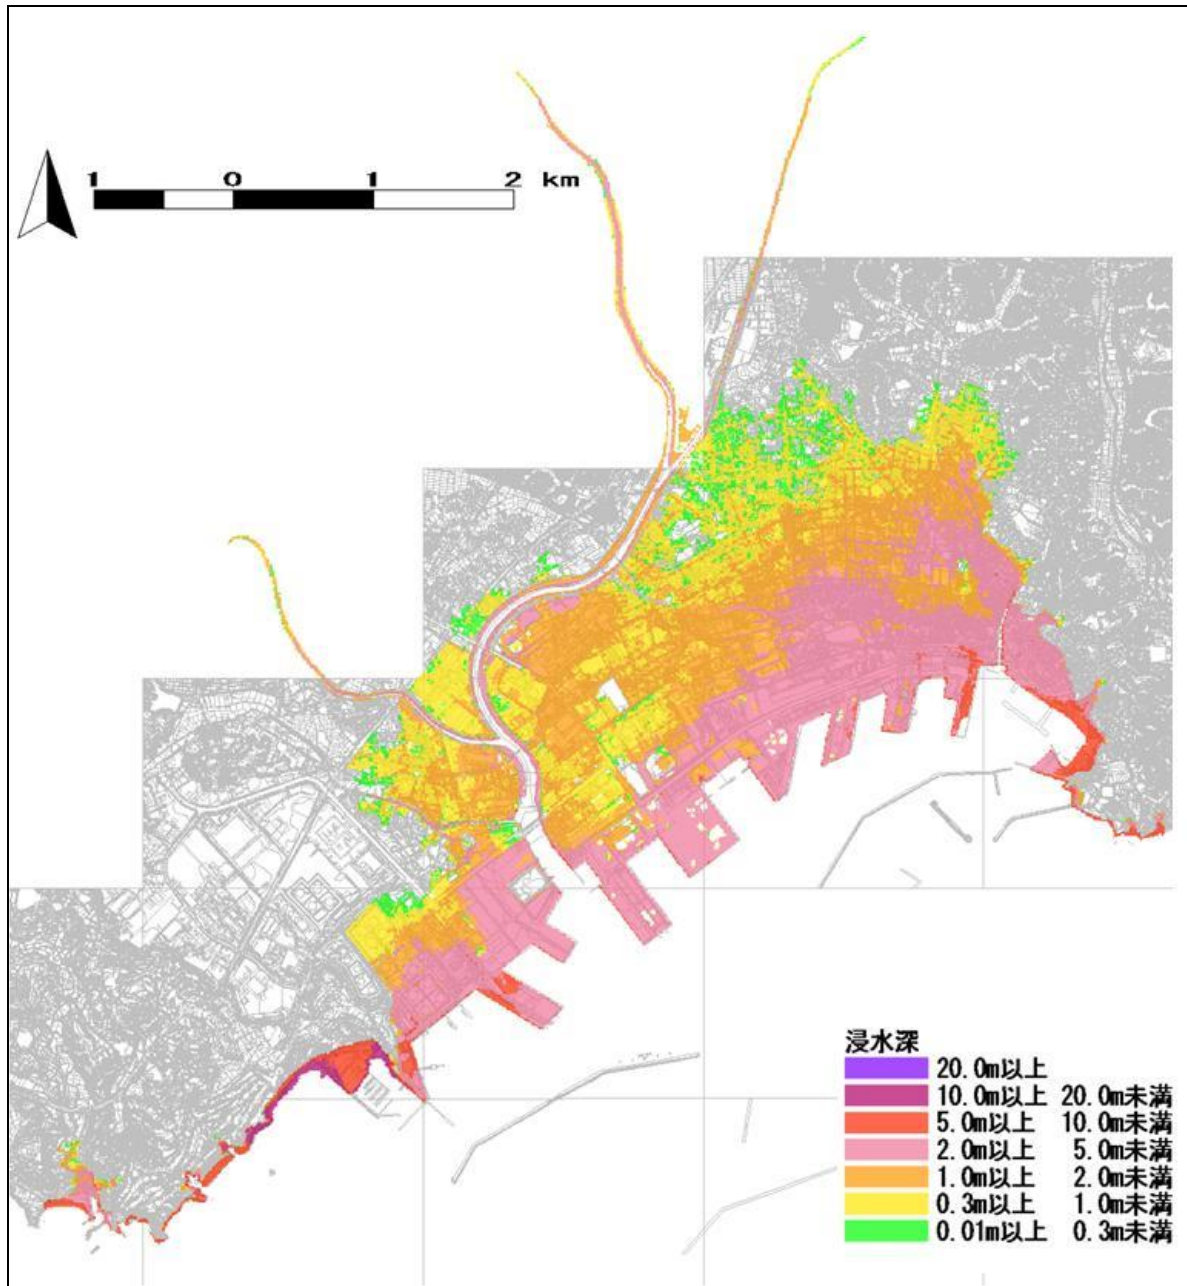 1 0 1 2 km
浸水深
20.0m以上
10.0m以上 20.0m未満
5.0m以上 10.0m未満
2.0m以上 5.0m未満
1.0m以上 2.0m未満
0.3m以上 1.0m未満
0.01m以上 0.3m未満